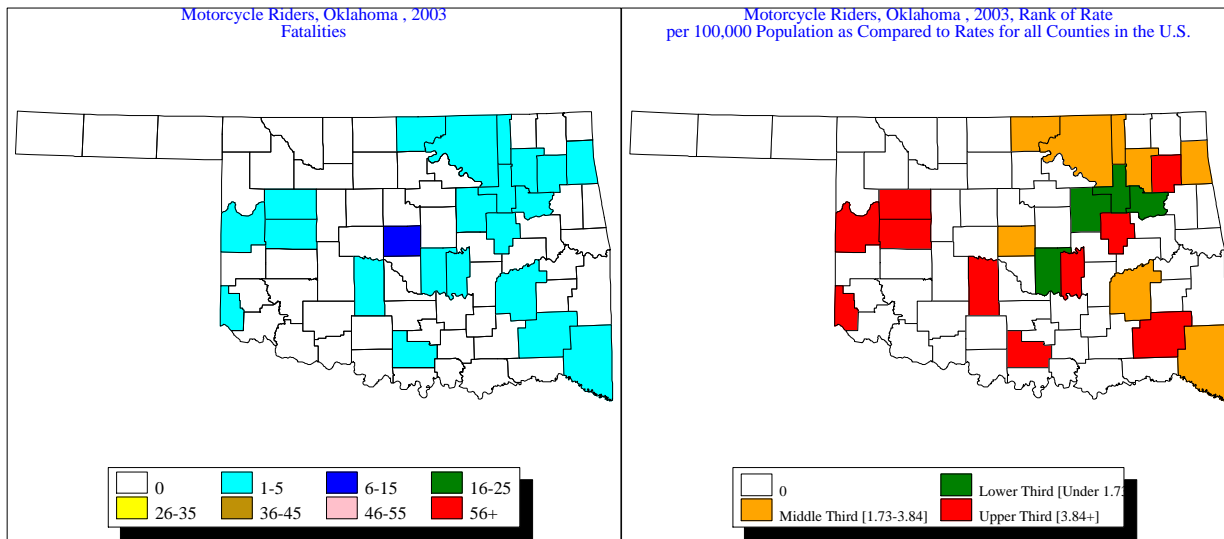 Motorcycle Riders, Oklahoma , 2003
Fatalities
0
1-5
6-15
16-25
26-35
36-45
46-55
56+
Motorcycle Riders, Oklahoma , 2003, Rank of Rate
per 100,000 Population as Compared to Rates for all Counties in the U.S.
0
Lower Third [Under 1.73
Middle Third [1.73-3.84]
Upper Third [3.84+]